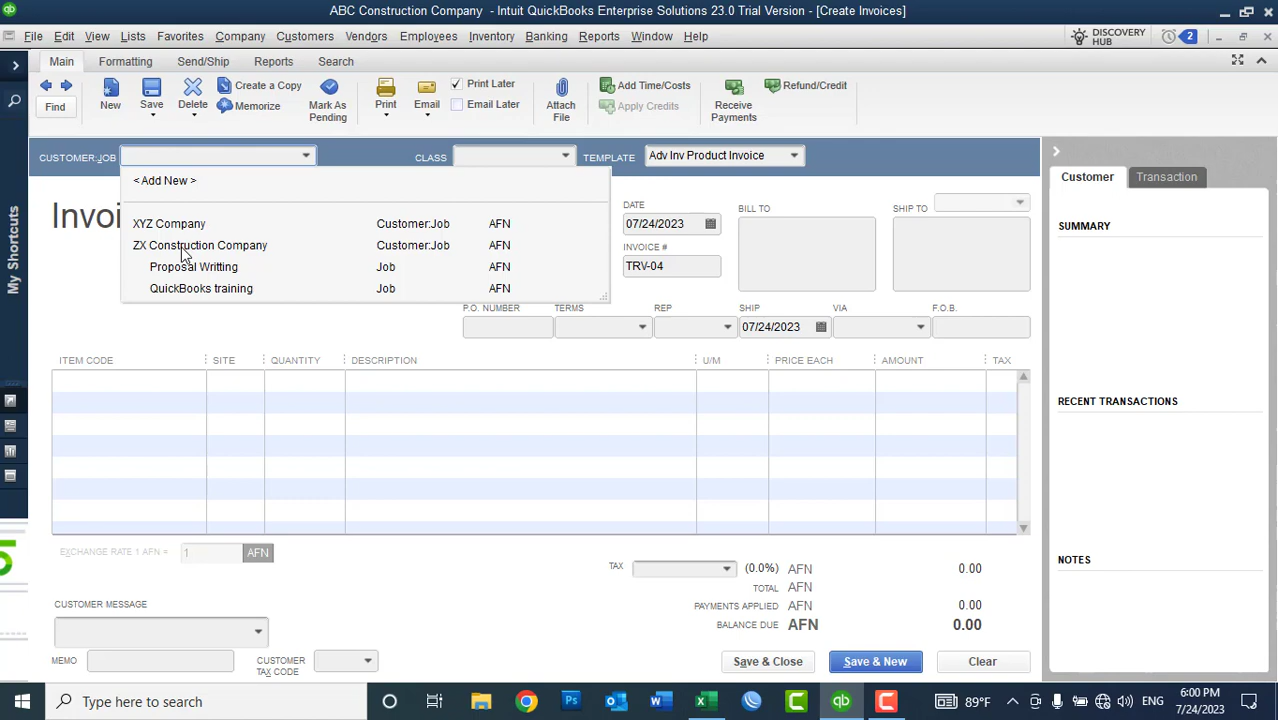 ABC Construction Company - Intuit QuickBooks Enterprise Solutions 23.0 Trial Version - [Create Invoices]
File Edit View Lists Favorites Company Customers Vendors Employees Inventory Banking Reports Window Help
DISCOVERY HUB
2
Main Formatting Send/Ship Reports Search
Find
New
Save
Delete
Create a Copy
Memorize
Mark As Pending
Print
Email
Print Later
Email Later
Attach File
Add Time/Costs
Apply Credits
Receive Payments
Refund/Credit
My Shortcuts
CUSTOMER:JOB CLASS TEMPLATE Adv Inv Product Invoice
< Add New >
XYZ Company Customer:Job AFN
ZX Construction Company Customer:Job AFN
Proposal Writting Job AFN
QuickBooks training Job AFN
Invoi
DATE
07/24/2023
INVOICE #
TRV-04
BILL TO
SHIP TO
P.O. NUMBER TERMS REP SHIP VIA F.O.B.
07/24/2023
ITEM CODE SITE QUANTITY DESCRIPTION U/M PRICE EACH AMOUNT TAX
EXCHANGE RATE 1 AFN = 1 AFN
TAX (0.0%) AFN 0.00
TOTAL AFN
PAYMENTS APPLIED AFN 0.00
BALANCE DUE AFN 0.00
CUSTOMER MESSAGE
MEMO
CUSTOMER TAX CODE
Save & Close Save & New Clear
Customer Transaction
SUMMARY
RECENT TRANSACTIONS
NOTES
Type here to search
Ps
qb
89°F
ENG
6:00 PM
7/24/2023